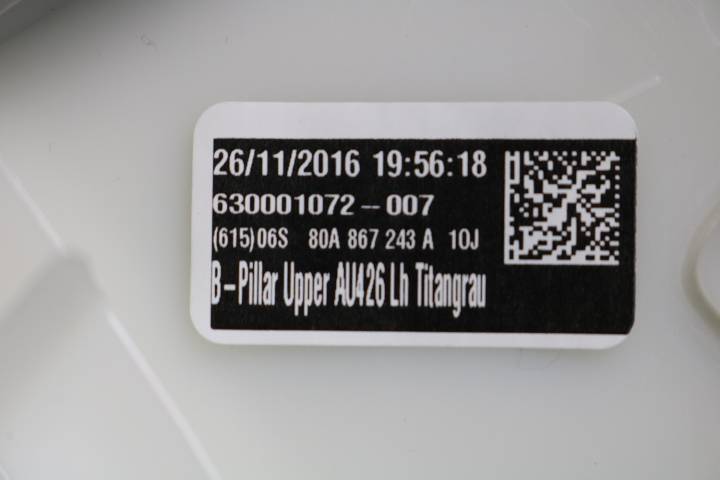 26/11/2016 19:56:18
630001072--007
(615)06S 80A 867 243 A 10J
B-Pillar Upper AU426 Lh Titangrau